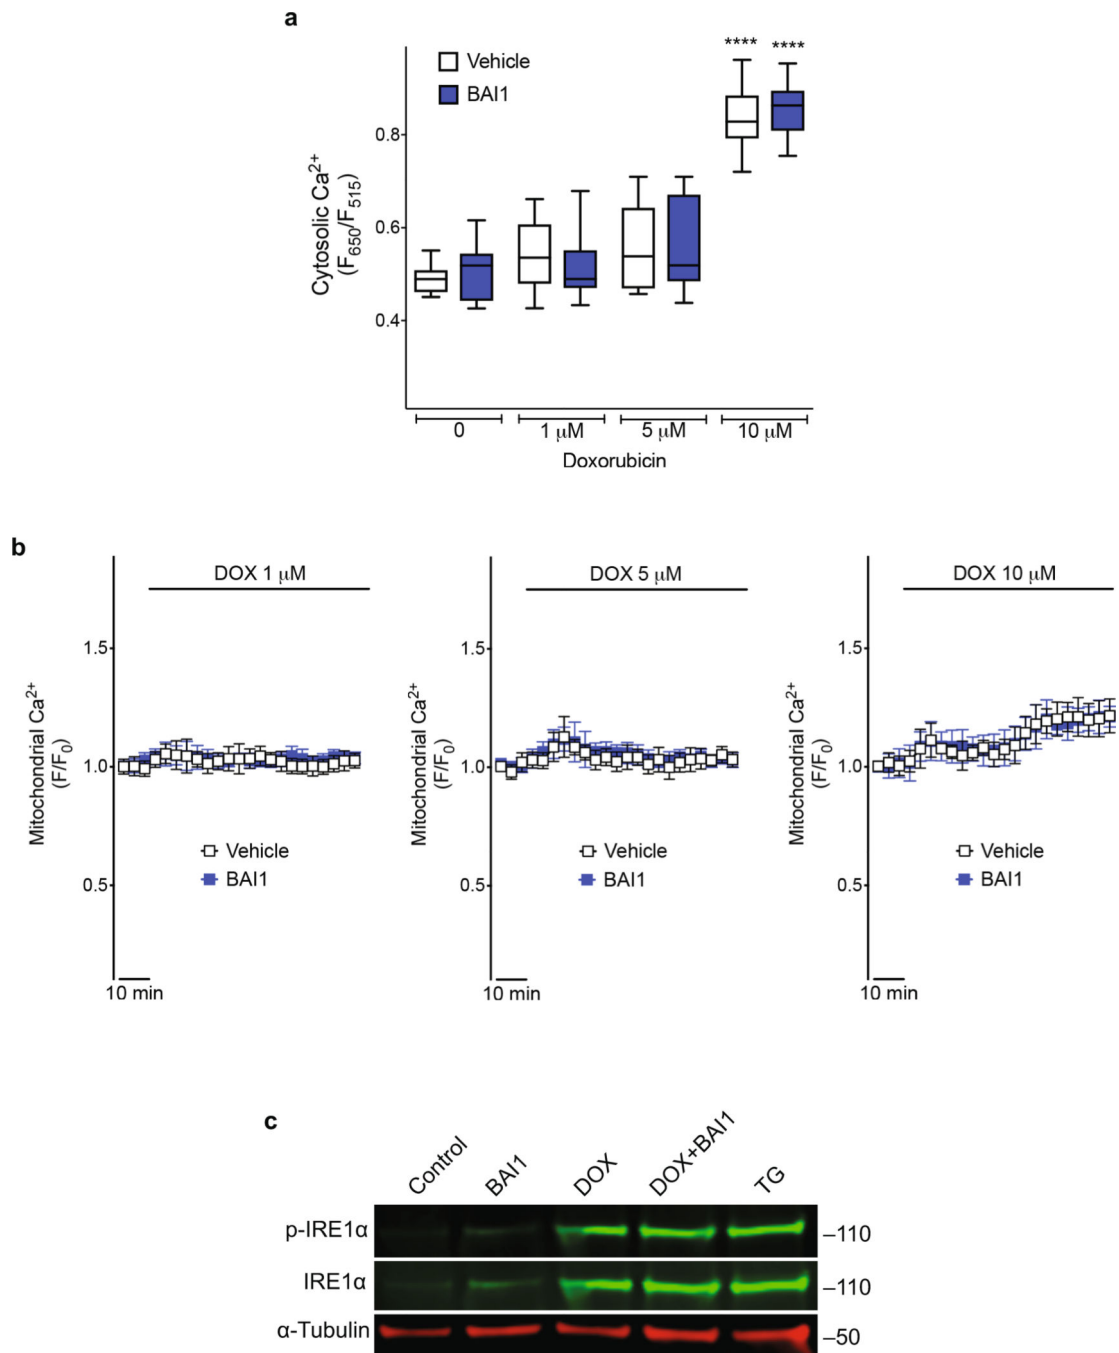 a
Vehicle
BAI1
**** ****
Cytosolic Ca2+
(F650/F515)
0.8
0.6
0.4
0 1 μM 5 μM 10 μM
Doxorubicin
b
DOX 1 μM
Mitochondrial Ca2+
(F/F0)
1.5
1.0
0.5
Vehicle
BAI1
10 min
DOX 5 μM
Mitochondrial Ca2+
(F/F0)
1.5
1.0
0.5
Vehicle
BAI1
10 min
DOX 10 μM
Mitochondrial Ca2+
(F/F0)
1.5
1.0
0.5
Vehicle
BAI1
10 min
c
Control BAI1 DOX DOX+BAI1 TG
p-IRE1α –110
IRE1α –110
α-Tubulin –50